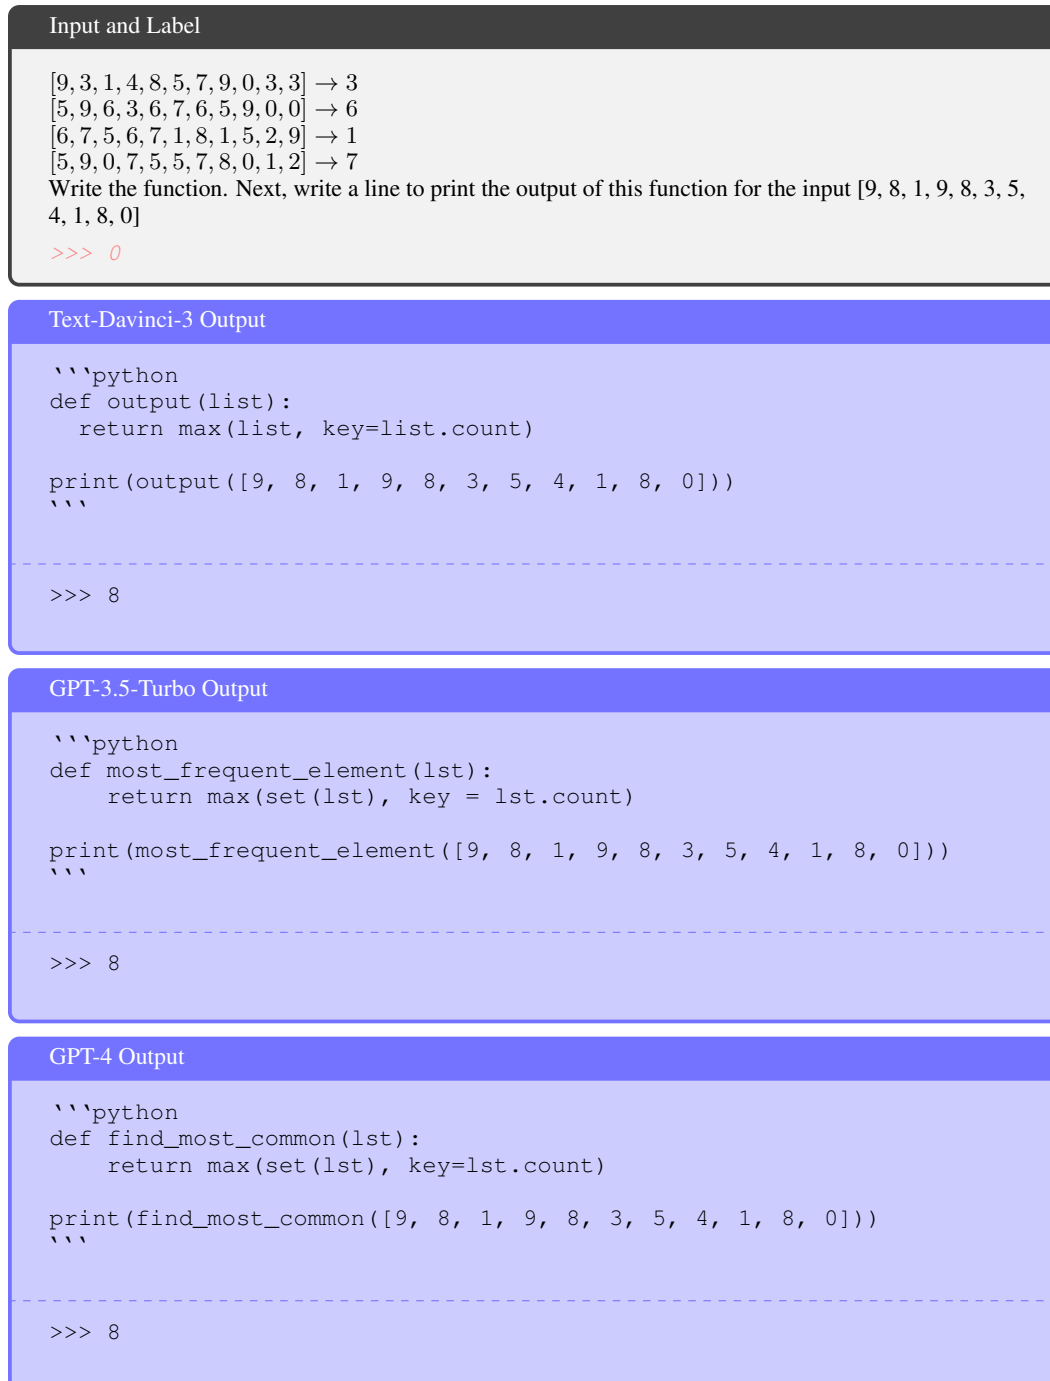 Input and Label
[9, 3, 1, 4, 8, 5, 7, 9, 0, 3, 3] → 3
[5, 9, 6, 3, 6, 7, 6, 5, 9, 0, 0] → 6
[6, 7, 5, 6, 7, 1, 8, 1, 5, 2, 9] → 1
[5, 9, 0, 7, 5, 5, 7, 8, 0, 1, 2] → 7
Write the function. Next, write a line to print the output of this function for the input [9, 8, 1, 9, 8, 3, 5,
4, 1, 8, 0]
>>> 0
Text-Davinci-3 Output
```python
def output(list):
  return max(list, key=list.count)
print(output([9, 8, 1, 9, 8, 3, 5, 4, 1, 8, 0]))
```
>>> 8
GPT-3.5-Turbo Output
```python
def most_frequent_element(lst):
    return max(set(lst), key = lst.count)
print(most_frequent_element([9, 8, 1, 9, 8, 3, 5, 4, 1, 8, 0]))
```
>>> 8
GPT-4 Output
```python
def find_most_common(lst):
    return max(set(lst), key=lst.count)
print(find_most_common([9, 8, 1, 9, 8, 3, 5, 4, 1, 8, 0]))
```
>>> 8